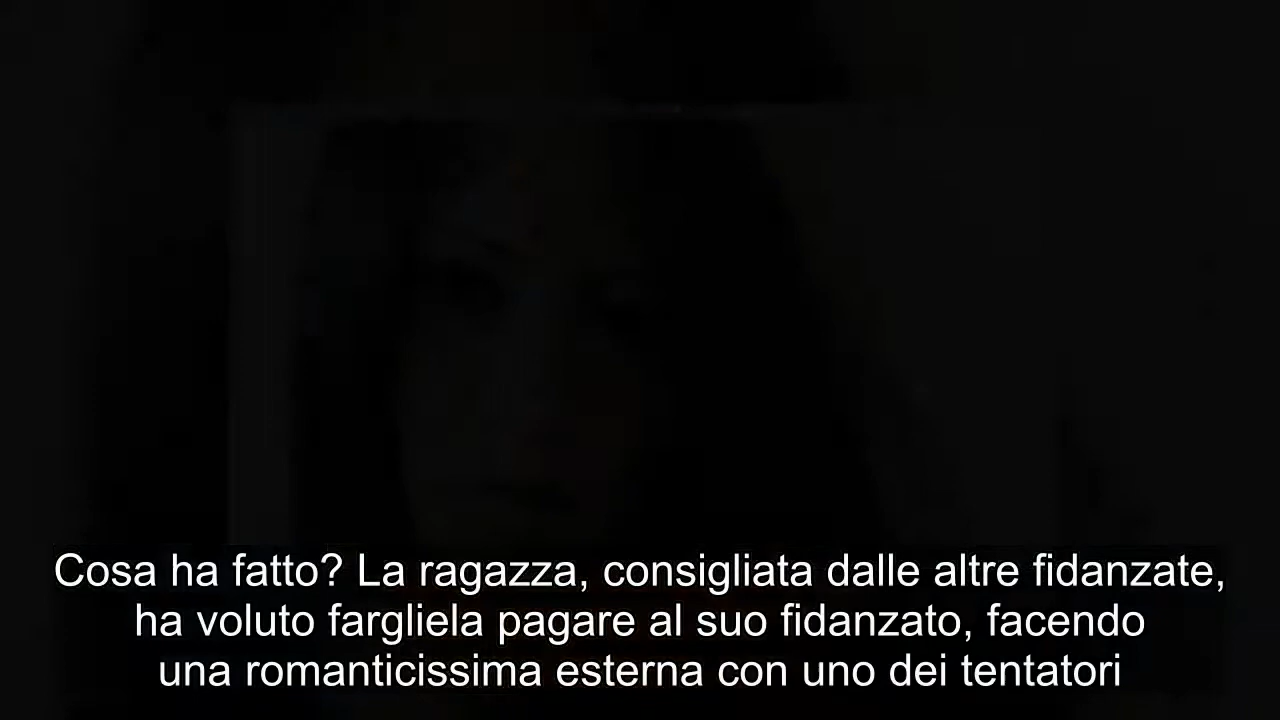 Cosa ha fatto? La ragazza, consigliata dalle altre fidanzate,
ha voluto fargliela pagare al suo fidanzato, facendo
una romanticissima esterna con uno dei tentatori